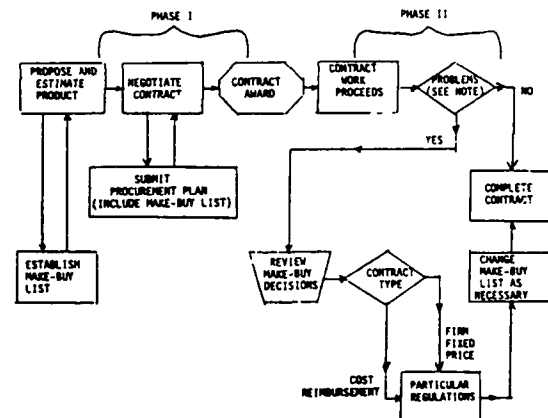 PHASE I
PHASE II
PROPOSE AND
ESTIMATE
PRODUCT
NEGOTIATE
CONTRACT
CONTRACT
AWARD
CONTRACT
WORK
PROCEEDS
PROBLEMS
(SEE NOTE)
NO
YES
SUBMIT
PROCUREMENT PLAN
(INCLUDE MAKE-BUY LIST)
COMPLETE
CONTRACT
ESTABLISH
MAKE-BUY
LIST
REVIEW
MAKE-BUY
DECISIONS
CONTRACT
TYPE
CHANGE
MAKE-BUY
LIST AS
NECESSARY
FIRM
FIXED
PRICE
COST
REIMBURSEMENT
PARTICULAR
REGULATIONS